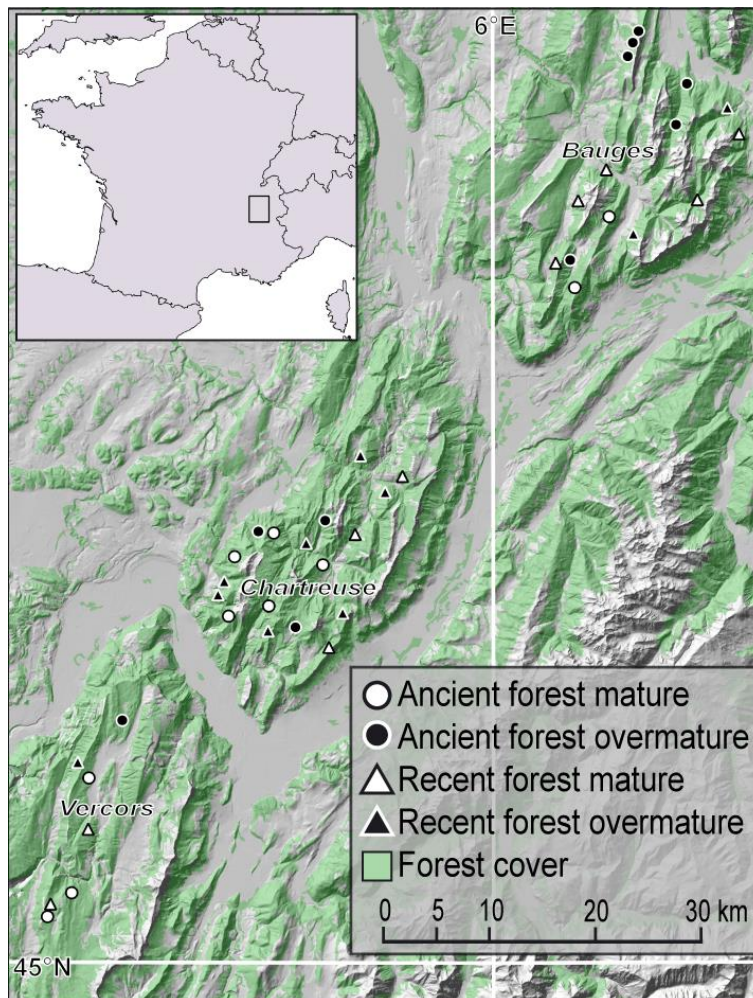 6°E
Bauges
Chartreuse
Vercors
Ancient forest mature
Ancient forest overmature
Recent forest mature
Recent forest overmature
Forest cover
0 10 20 30 km
45°N